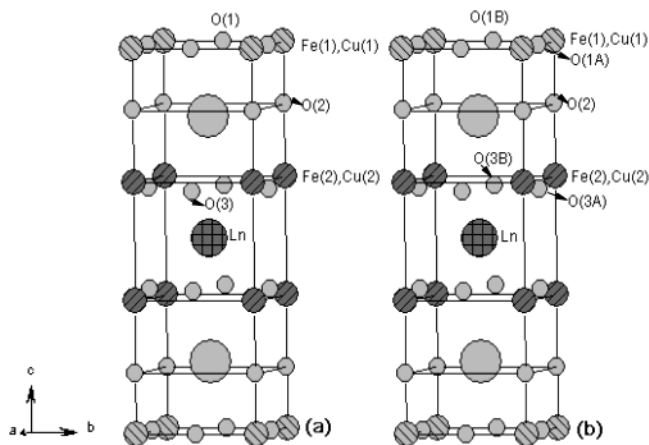 O(1)
Fe(1),Cu(1)
O(2)
Fe(2),Cu(2)
O(3)
Ln
(a)
O(1B)
Fe(1),Cu(1)
O(1A)
O(2)
O(3B)
Fe(2),Cu(2)
O(3A)
Ln
(b)
c
a
b